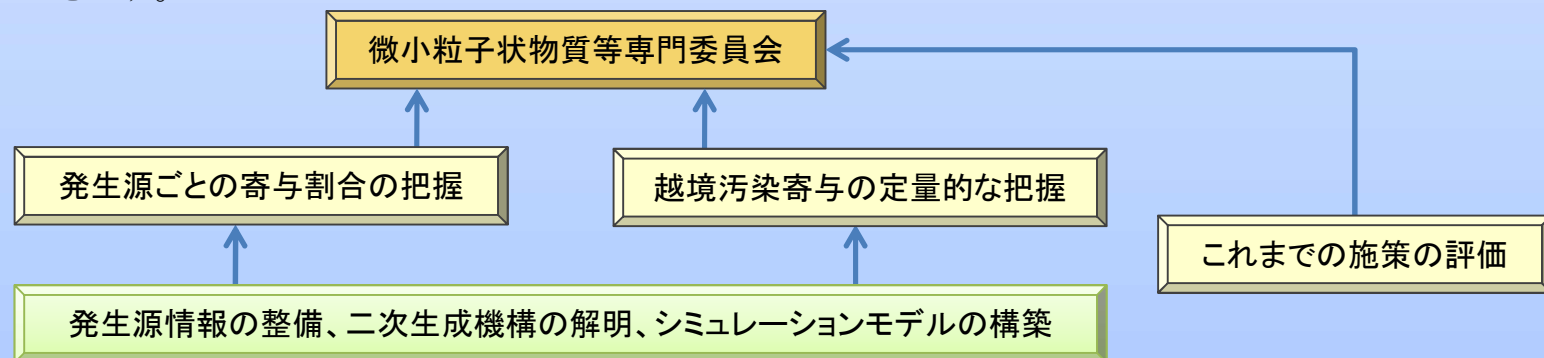 微小粒子状物質等専門委員会
発生源ごとの寄与割合の把握
越境汚染寄与の定量的な把握
これまでの施策の評価
発生源情報の整備、二次生成機構の解明、シミュレーションモデルの構築